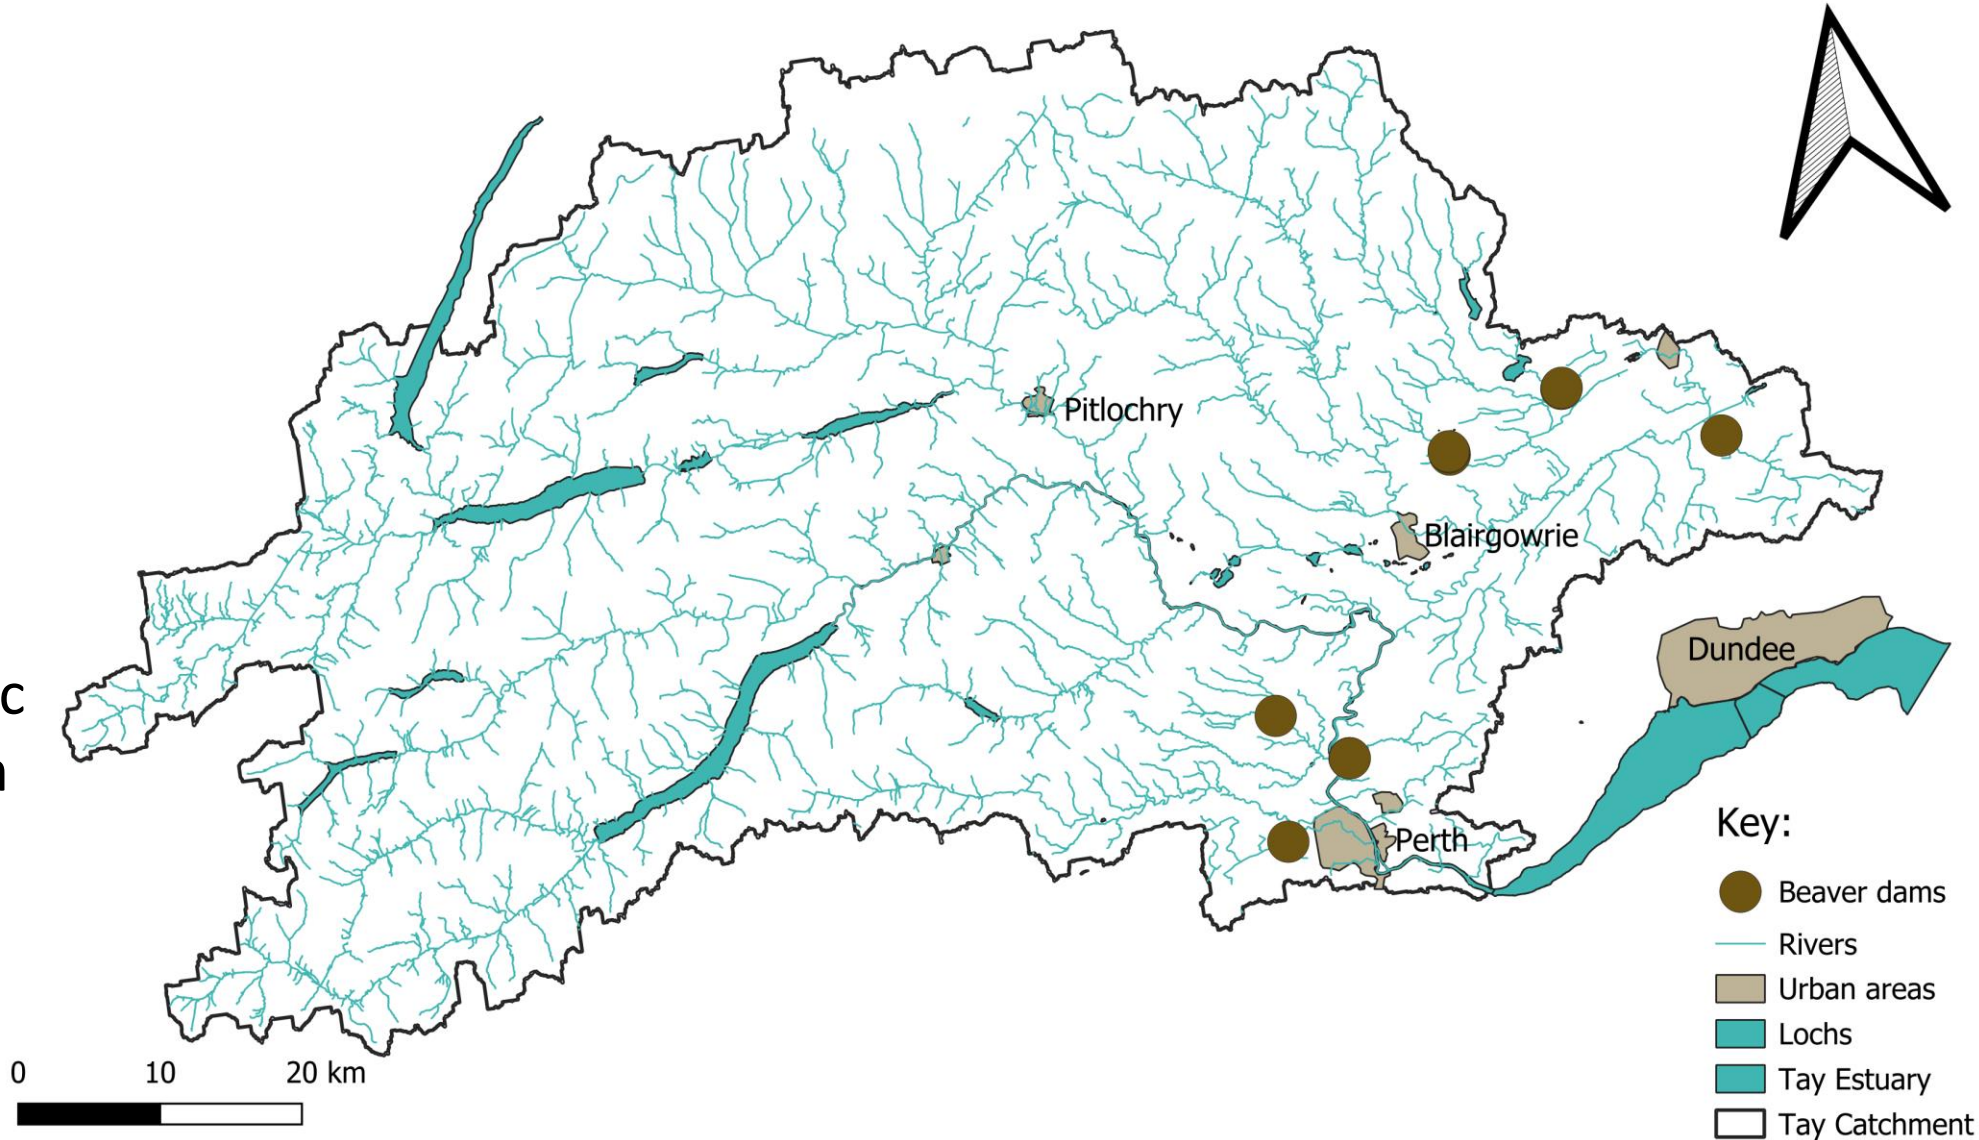 Pitlochry
Blairgowrie
Dundee
c
Perth
Key:
Beaver dams
Rivers
Urban areas
Lochs
Tay Estuary
Tay Catchment
0 10 20 km